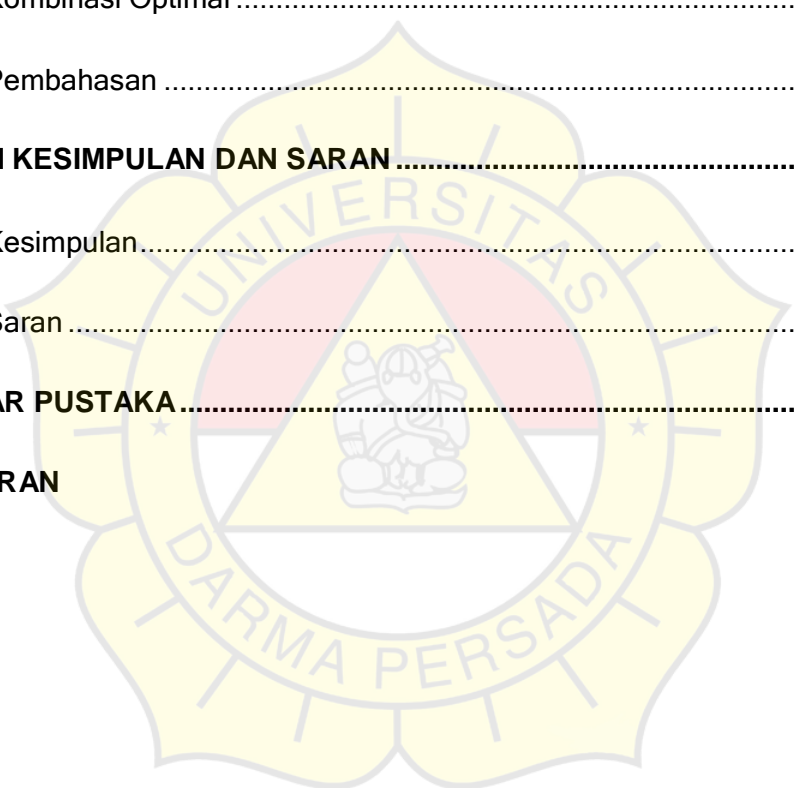 Kombinasi Optimal ........................................................................
Pembahasan ................................................................................
I KESIMPULAN DAN SARAN ..................................................
Kesimpulan ..................................................................................
Saran ...........................................................................................
AR PUSTAKA .............................................................................
RAN
UNIVERSITAS
DARMA PERSADA